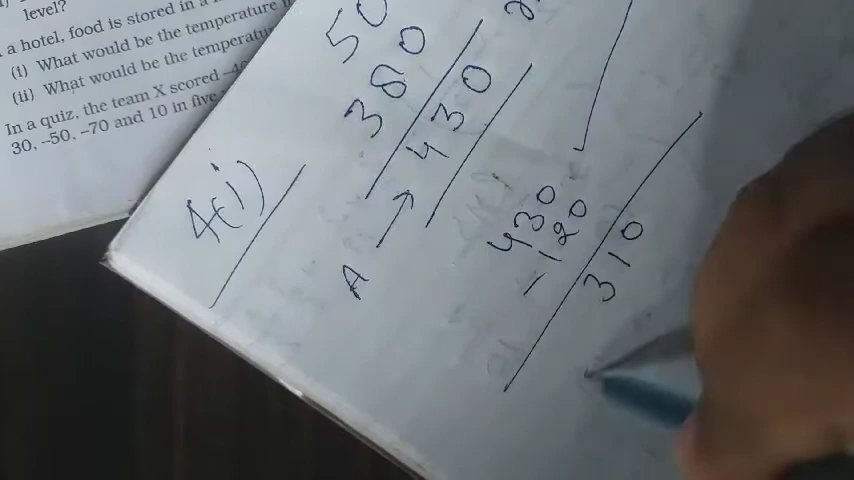 level?
a hotel, food is stored in a
(i) What would be the temperature
(ii) What would be the temperatu
In a quiz, the team X scored –4
30, –50, –70 and 10 in five
4(i)
50
380
A → 430
430
-120
310